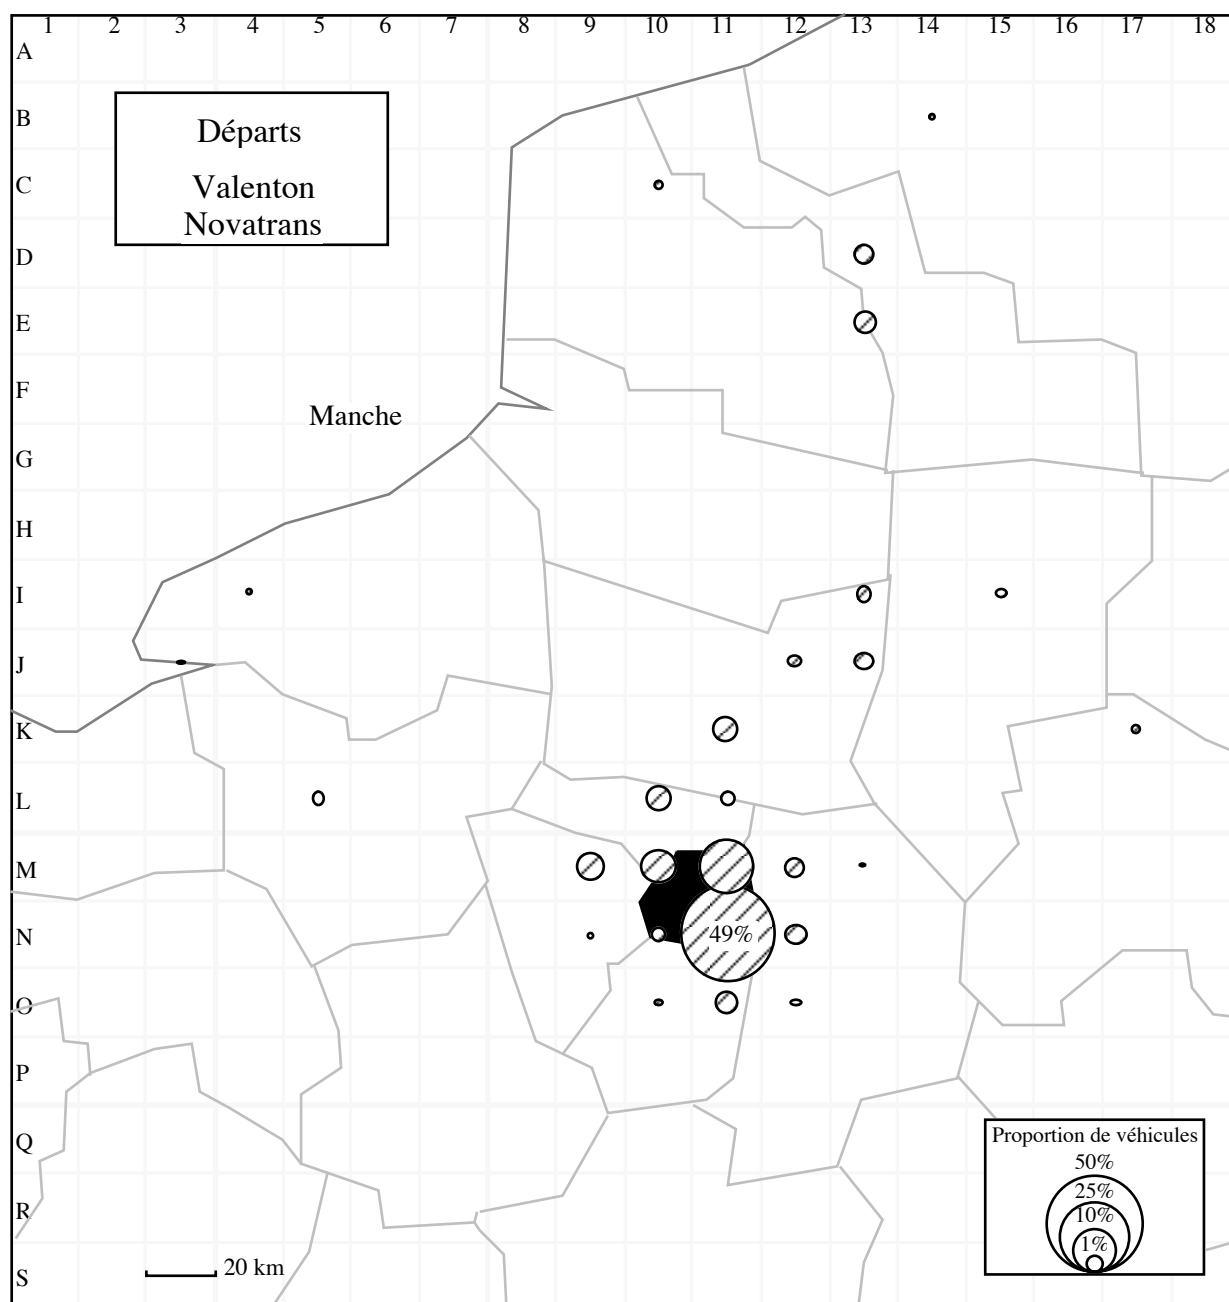 1 2 3 4 5 6 7 8 9 10 11 12 13 14 15 16 17 18
A
B
Départs
C
Valenton
Novatrans
D
E
F
Manche
G
H
I
J
K
L
M
N
49%
O
P
Q
Proportion de véhicules
50%
25%
R
10%
1%
S
20 km